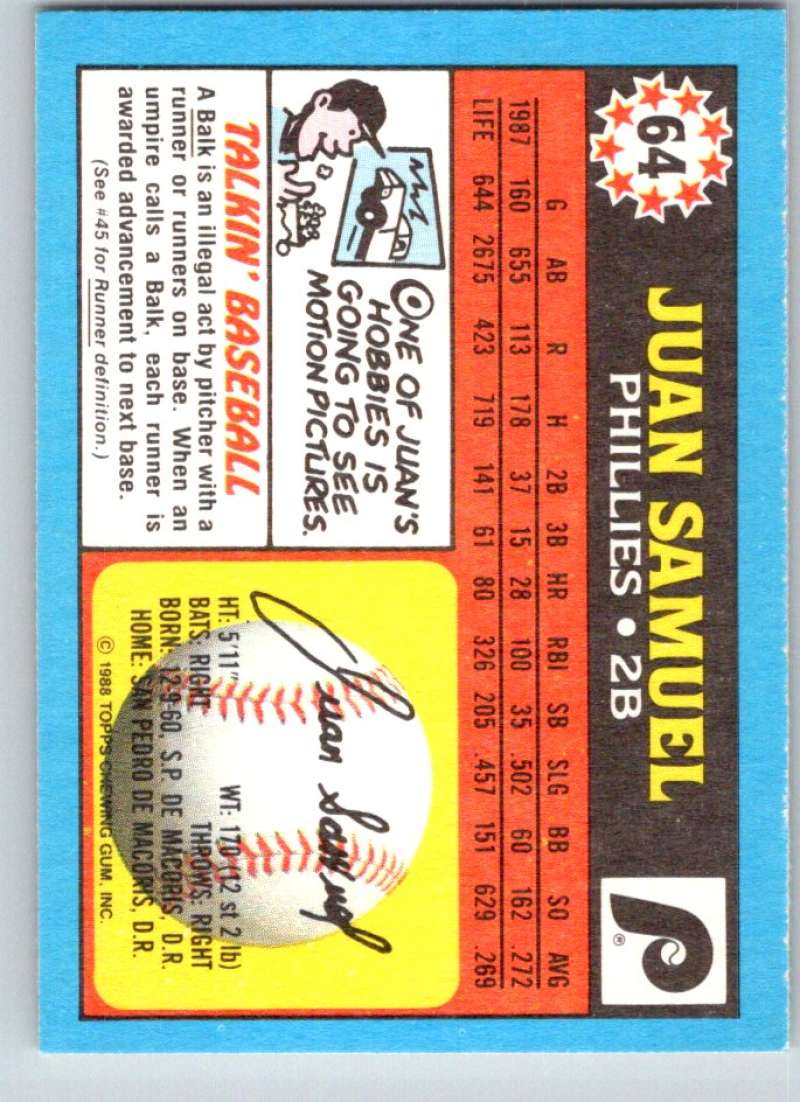 64
JUAN SAMUEL
PHILLIES • 2B
P
®
G AB R H 2B 3B HR RBI SB SLG BB SO AVG
1987 160 655 113 178 37 15 28 100 35 .502 60 162 .272
LIFE 644 2675 423 719 141 61 80 326 205 .457 151 629 .269
ONE OF JUAN'S
HOBBIES IS
GOING TO SEE
MOTION PICTURES.
TALKIN' BASEBALL
A Balk is an illegal act by pitcher with a
runner or runners on base. When an
umpire calls a Balk, each runner is
awarded advancement to next base.
(See #45 for Runner definition.)
Juan Samuel
HT: 5'11" WT: 170 (12 st 2 lb)
BATS: RIGHT THROWS: RIGHT
BORN: 12-9-60, S.P. DE MACORIS, D.R.
HOME: SAN PEDRO DE MACORIS, D.R.
© 1988 TOPPS CHEWING GUM, INC.